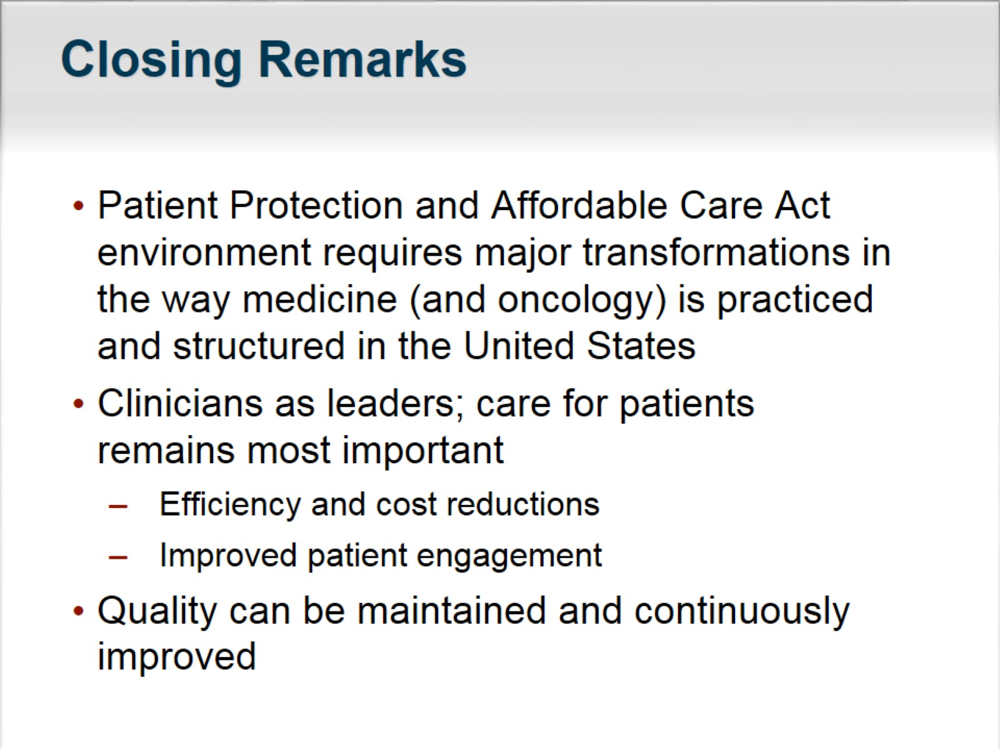 Closing Remarks
• Patient Protection and Affordable Care Act
environment requires major transformations in
the way medicine (and oncology) is practiced
and structured in the United States
• Clinicians as leaders; care for patients
remains most important
– Efficiency and cost reductions
– Improved patient engagement
• Quality can be maintained and continuously
improved